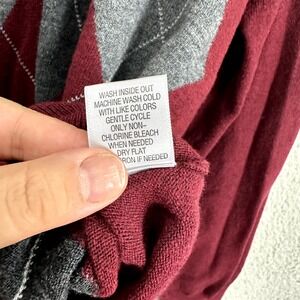 WASH INSIDE OUT
MACHINE WASH COLD
WITH LIKE COLORS
GENTLE CYCLE
ONLY NON-
CHLORINE BLEACH
WHEN NEEDED
DRY FLAT
IF NEEDED